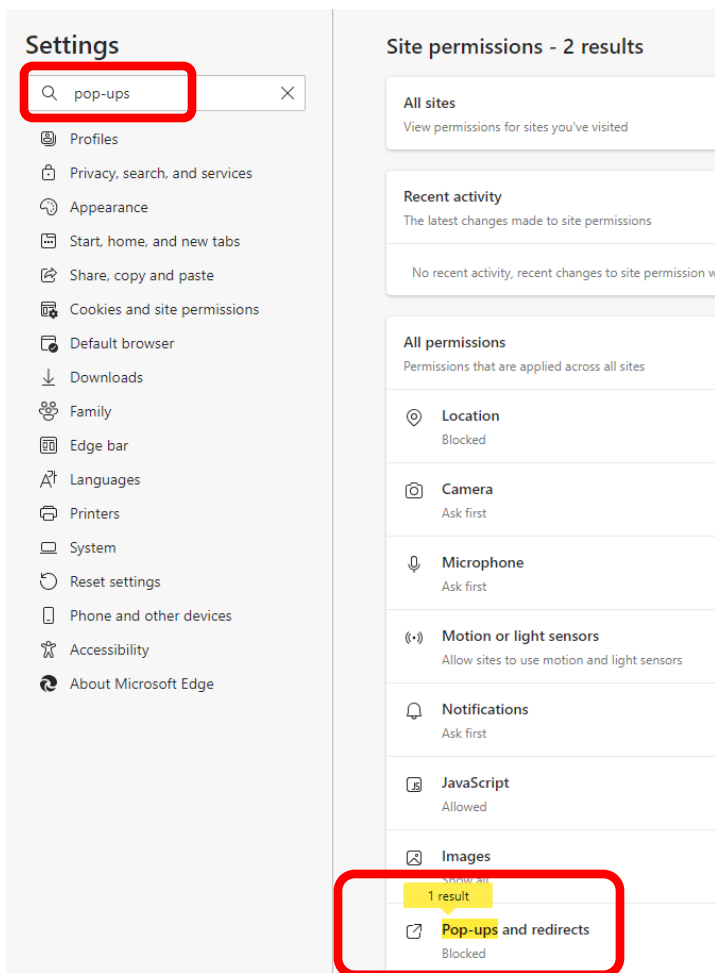 Settings
pop-ups
Profiles
Privacy, search, and services
Appearance
Start, home, and new tabs
Share, copy and paste
Cookies and site permissions
Default browser
Downloads
Family
Edge bar
Languages
Printers
System
Reset settings
Phone and other devices
Accessibility
About Microsoft Edge
Site permissions - 2 results
All sites
View permissions for sites you've visited
Recent activity
The latest changes made to site permissions
No recent activity, recent changes to site permission w
All permissions
Permissions that are applied across all sites
Location
Blocked
Camera
Ask first
Microphone
Ask first
Motion or light sensors
Allow sites to use motion and light sensors
Notifications
Ask first
JS
JavaScript
Allowed
Images
Show all
1 result
Pop-ups and redirects
Blocked